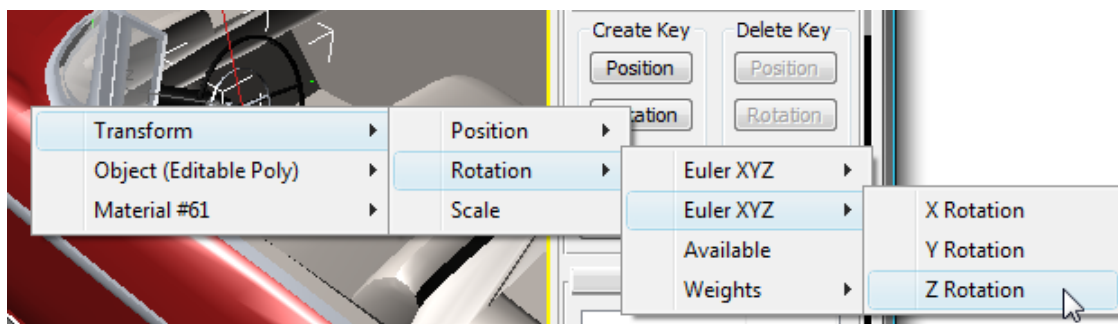 Create Key
Delete Key
Position
Position
tation
Rotation
Transform
Object (Editable Poly)
Material #61
Position
Rotation
Scale
Euler XYZ
Euler XYZ
Available
Weights
X Rotation
Y Rotation
Z Rotation
z